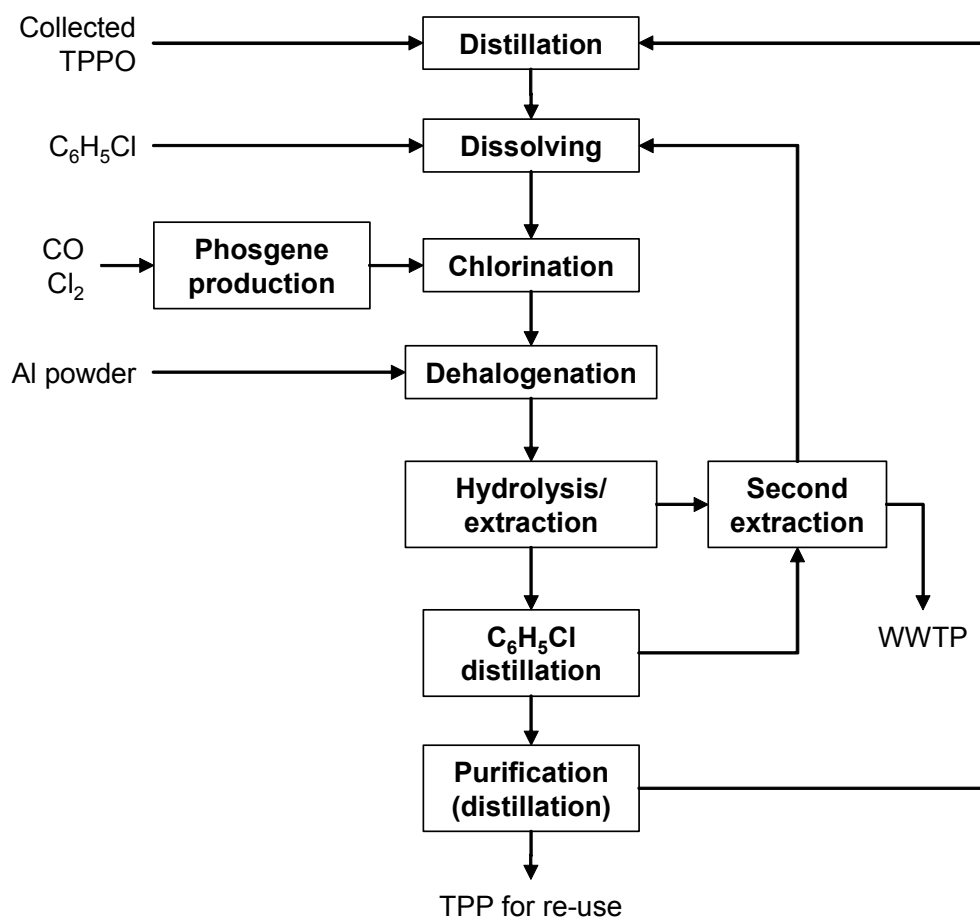 Collected
TPPO
Distillation
C₆H₅Cl
Dissolving
CO
Cl₂
Phosgene
production
Chlorination
Al powder
Dehalogenation
Hydrolysis/
extraction
Second
extraction
C₆H₅Cl
distillation
WWTP
Purification
(distillation)
TPP for re-use